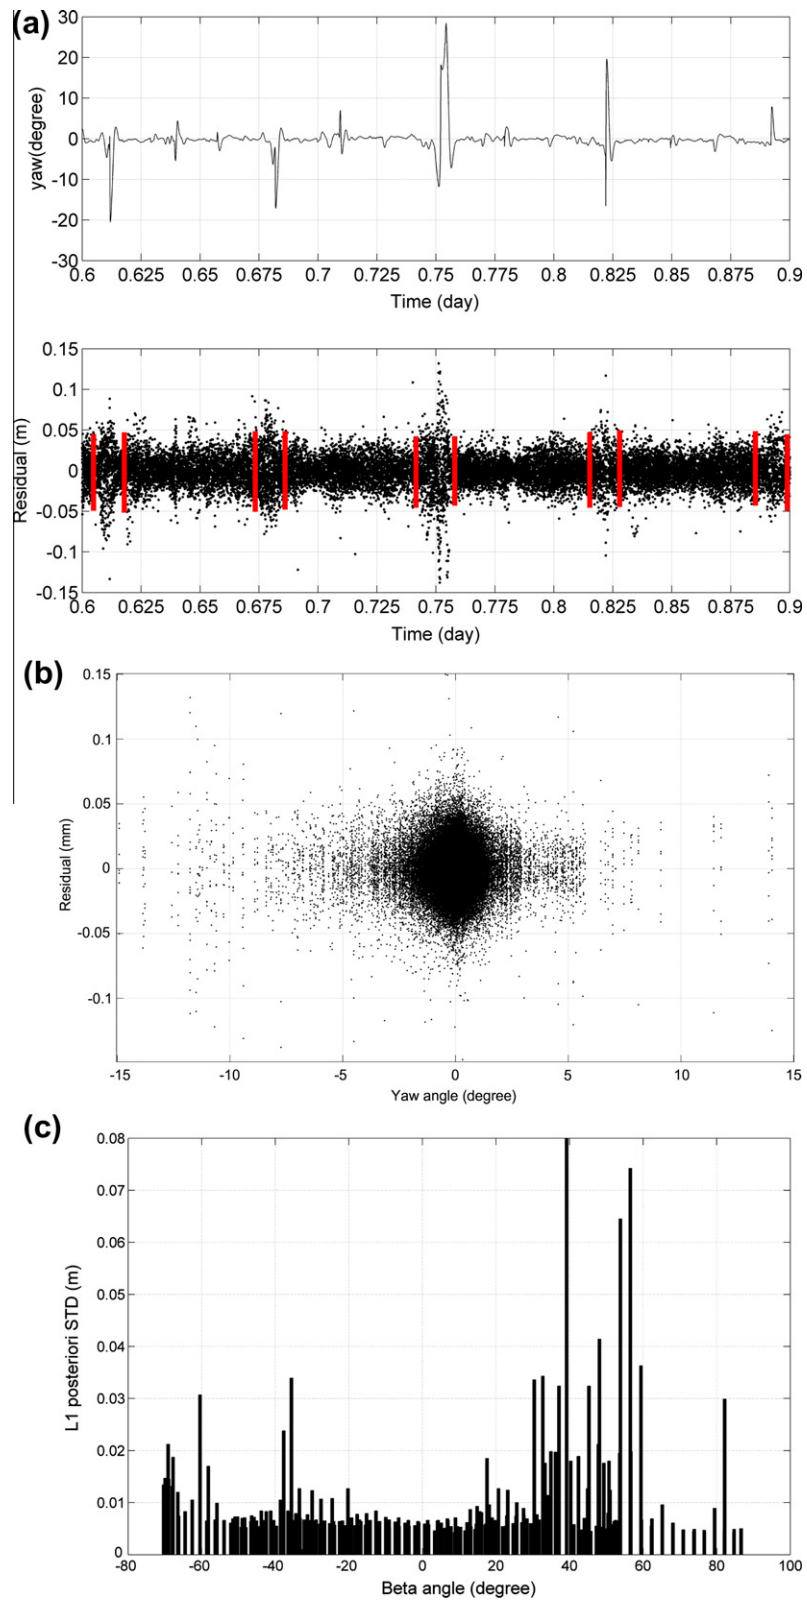 (a)
yaw(degree)
30
20
10
0
-10
-20
-30
0.6 0.625 0.65 0.675 0.7 0.725 0.75 0.775 0.8 0.825 0.85 0.875 0.9
Time (day)
Residual (m)
0.15
0.1
0.05
0
-0.05
-0.1
-0.15
0.6 0.625 0.65 0.675 0.7 0.725 0.75 0.775 0.8 0.825 0.85 0.875 0.9
Time (day)
(b)
Residual (mm)
0.15
0.1
0.05
0
-0.05
-0.1
-15 -10 -5 0 5 10 15
Yaw angle (degree)
(c)
L1 posteriori STD (m)
0.08
0.07
0.06
0.05
0.04
0.03
0.02
0.01
0
-80 -60 -40 -20 0 20 40 60 80 100
Beta angle (degree)